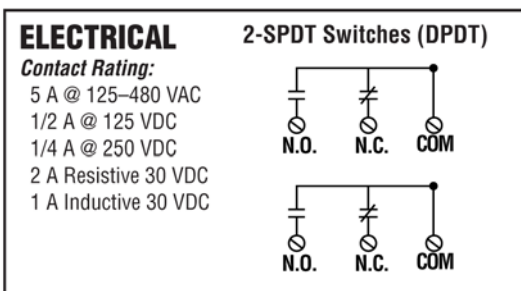 ELECTRICAL
Contact Rating:
5 A @ 125–480 VAC
1/2 A @ 125 VDC
1/4 A @ 250 VDC
2 A Resistive 30 VDC
1 A Inductive 30 VDC
2-SPDT Switches (DPDT)
N.O. N.C. COM
N.O. N.C. COM